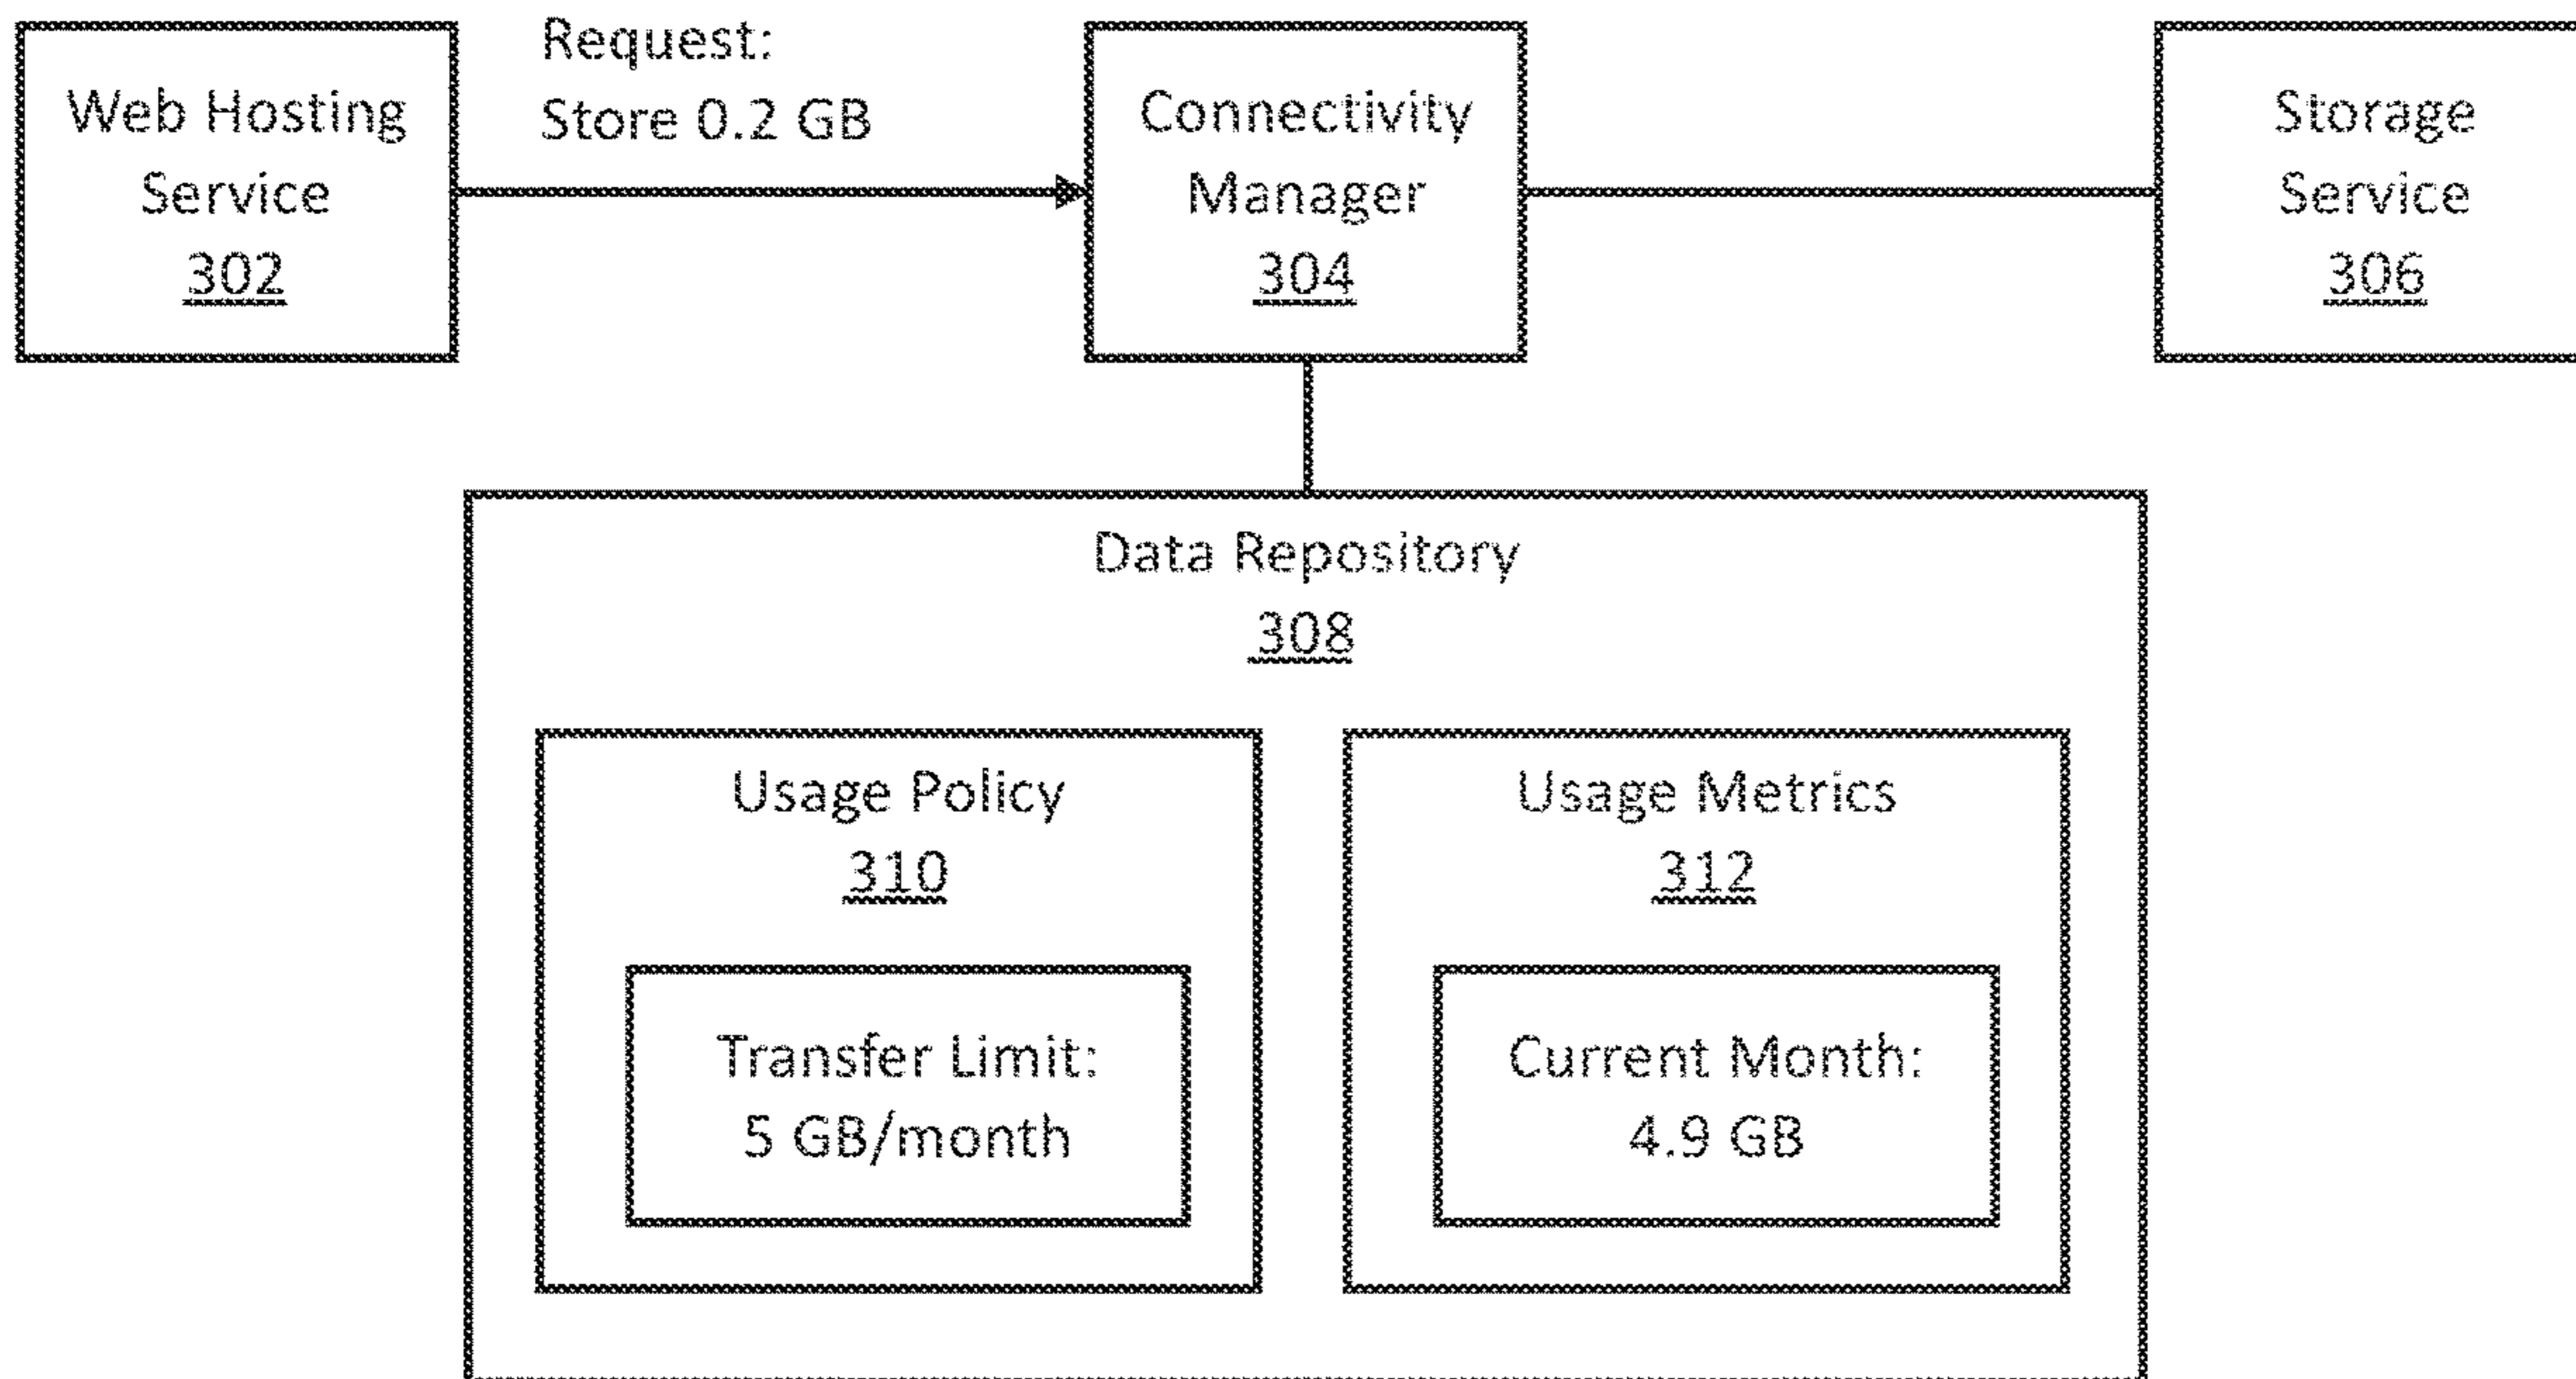 Web Hosting
Service
302
Request:
Store 0.2 GB
Connectivity
Manager
304
Storage
Service
306
Data Repository
308
Usage Policy
310
Transfer Limit:
5 GB/month
Usage Metrics
312
Current Month:
4.9 GB